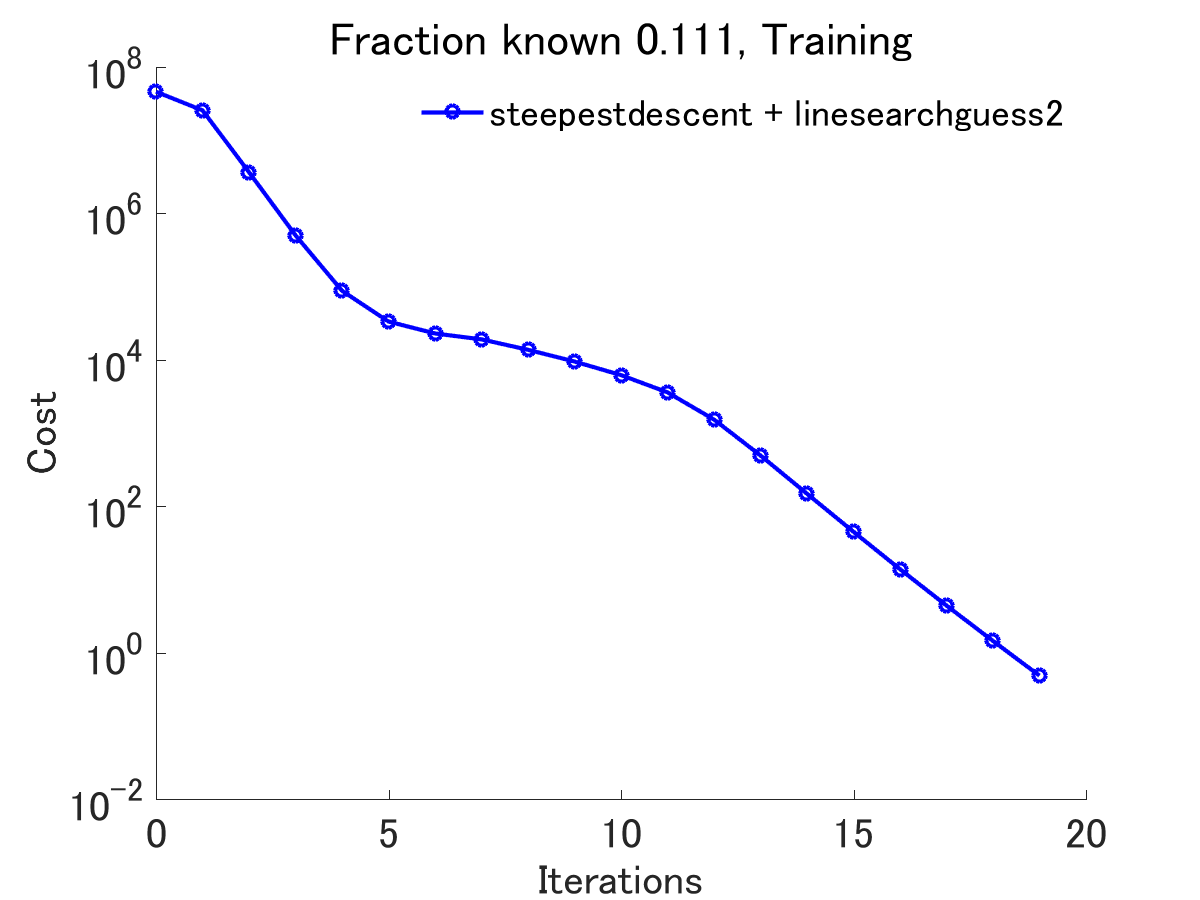 Fraction known 0.111, Training
steepestdescent + linesearchguess2
10^8
10^6
10^4
10^2
10^0
10^-2
Cost
0 5 10 15 20
Iterations